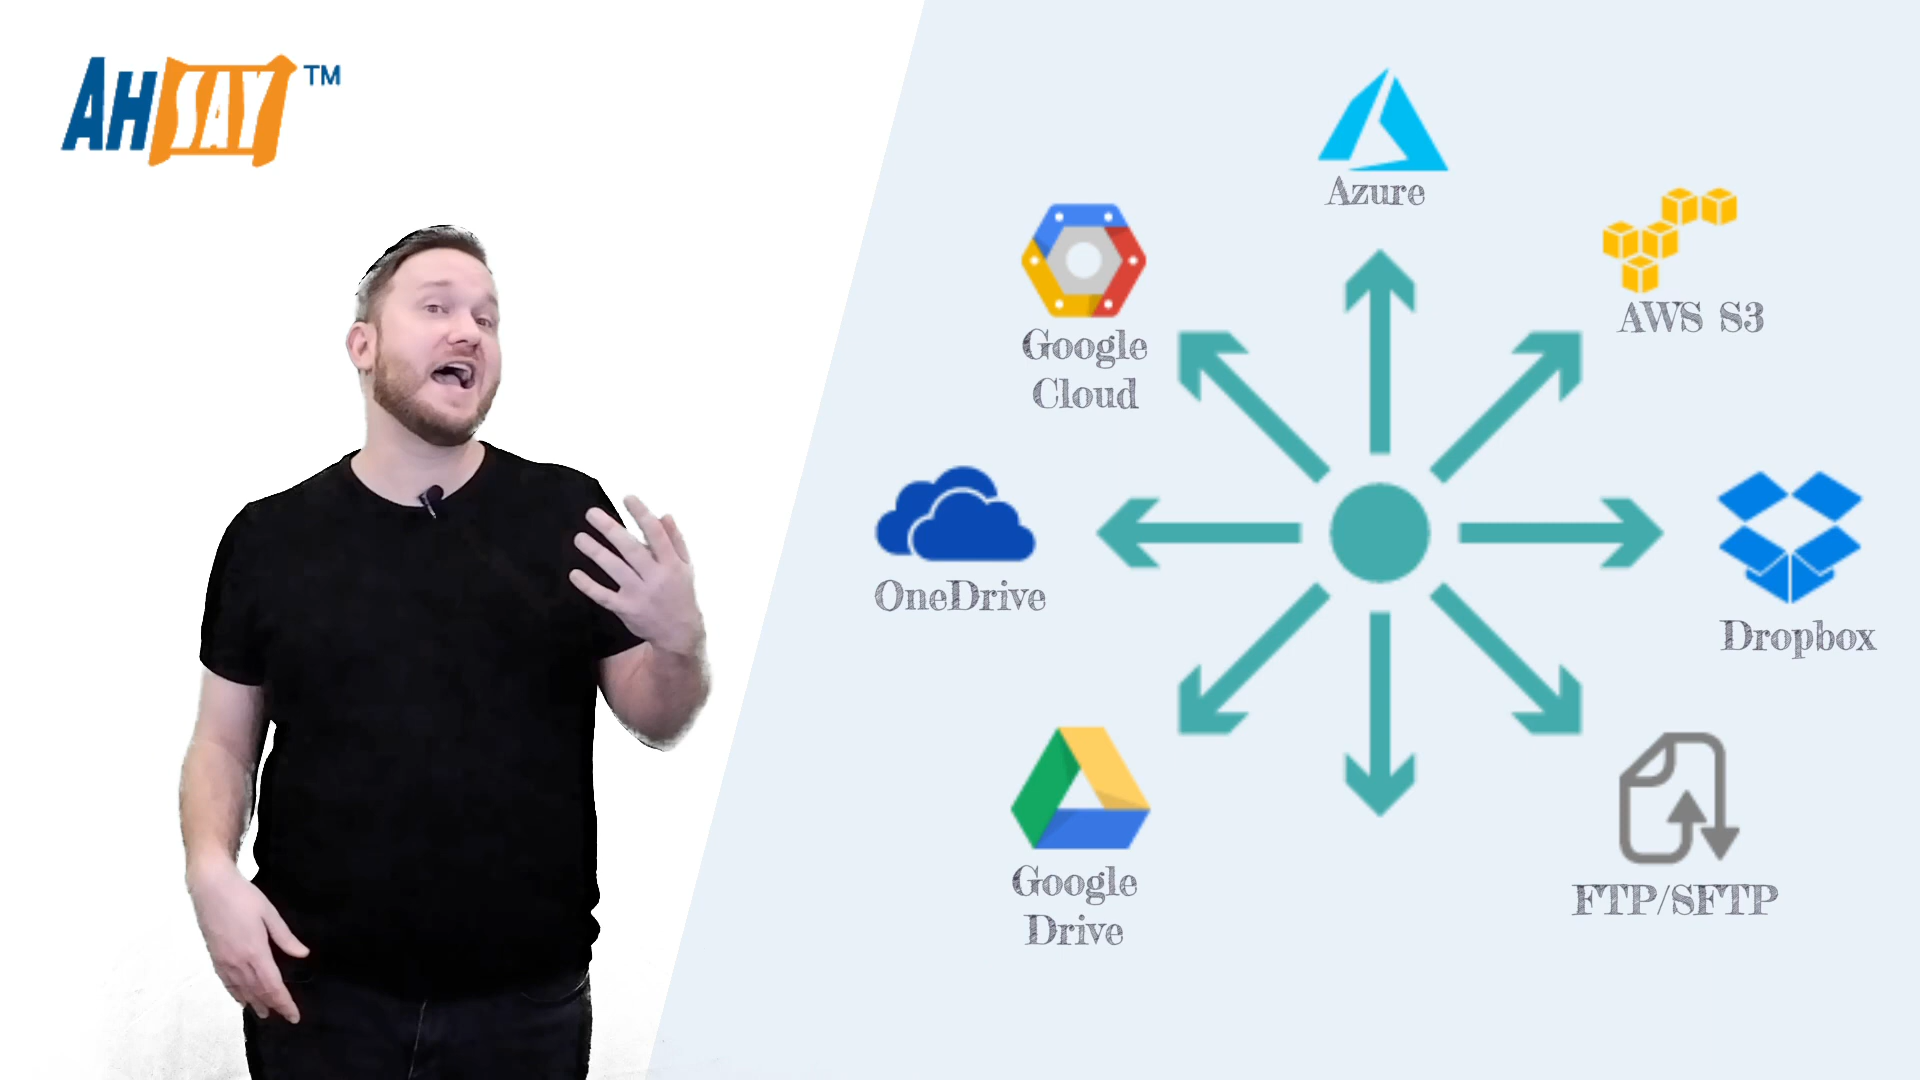 AHSAY™
Azure
AWS S3
Google
Cloud
OneDrive
Dropbox
Google
Drive
FTP/SFTP